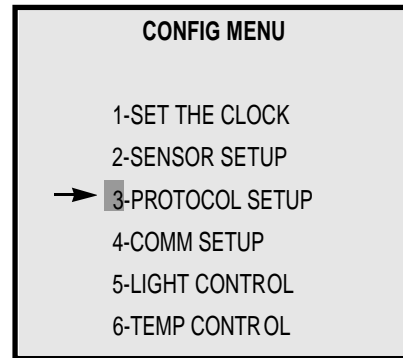 CONFIG MENU
1-SET THE CLOCK
2-SENSOR SETUP
3-PROTOCOL SETUP
4-COMM SETUP
5-LIGHT CONTROL
6-TEMP CONTROL